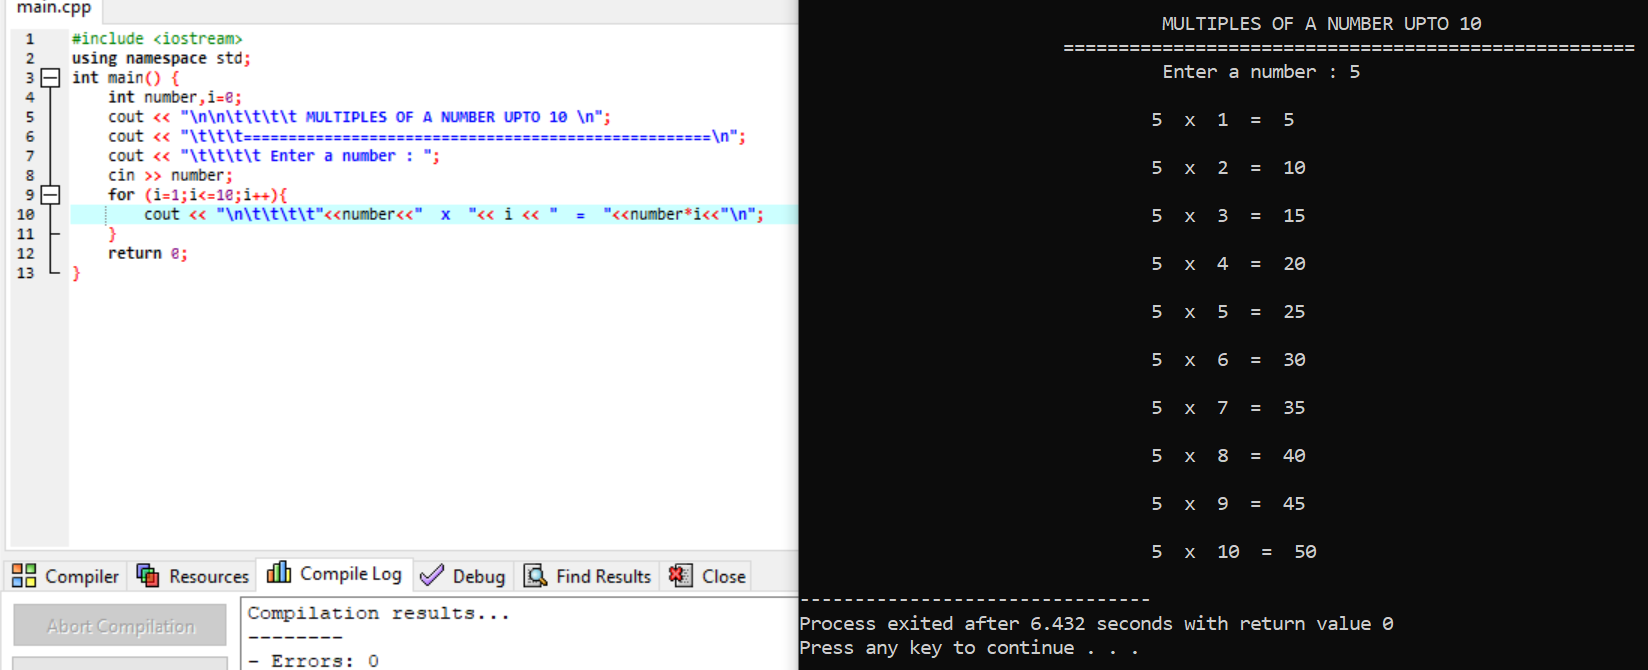 main.cpp
1 #include <iostream>
2 using namespace std;
3 int main() {
4 int number,i=0;
5 cout << "\n\n\t\t\t\t MULTIPLES OF A NUMBER UPTO 10 \n";
6 cout << "\t\t\t====================================================\n";
7 cout << "\t\t\t\t Enter a number : ";
8 cin >> number;
9 for (i=1;i<=10;i++){
10 cout << "\n\t\t\t\t"<<number<<"  x  "<< i << "  =  "<<number*i<<"\n";
11 }
12 return 0;
13 }
Compiler Resources Compile Log Debug Find Results Close
Abort Compilation
Compilation results...
--------
- Errors: 0
MULTIPLES OF A NUMBER UPTO 10
====================================================
Enter a number : 5
5  x  1  =  5
5  x  2  =  10
5  x  3  =  15
5  x  4  =  20
5  x  5  =  25
5  x  6  =  30
5  x  7  =  35
5  x  8  =  40
5  x  9  =  45
5  x  10  =  50
--------------------------------
Process exited after 6.432 seconds with return value 0
Press any key to continue . . .